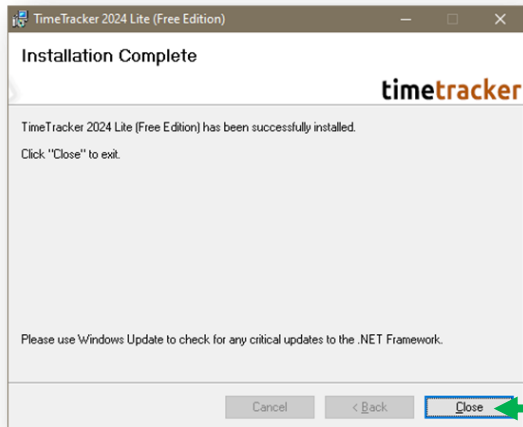 TimeTracker 2024 Lite (Free Edition)
Installation Complete
timetracker
TimeTracker 2024 Lite (Free Edition) has been successfully installed.
Click "Close" to exit.
Please use Windows Update to check for any critical updates to the .NET Framework.
Cancel
< Back
Close